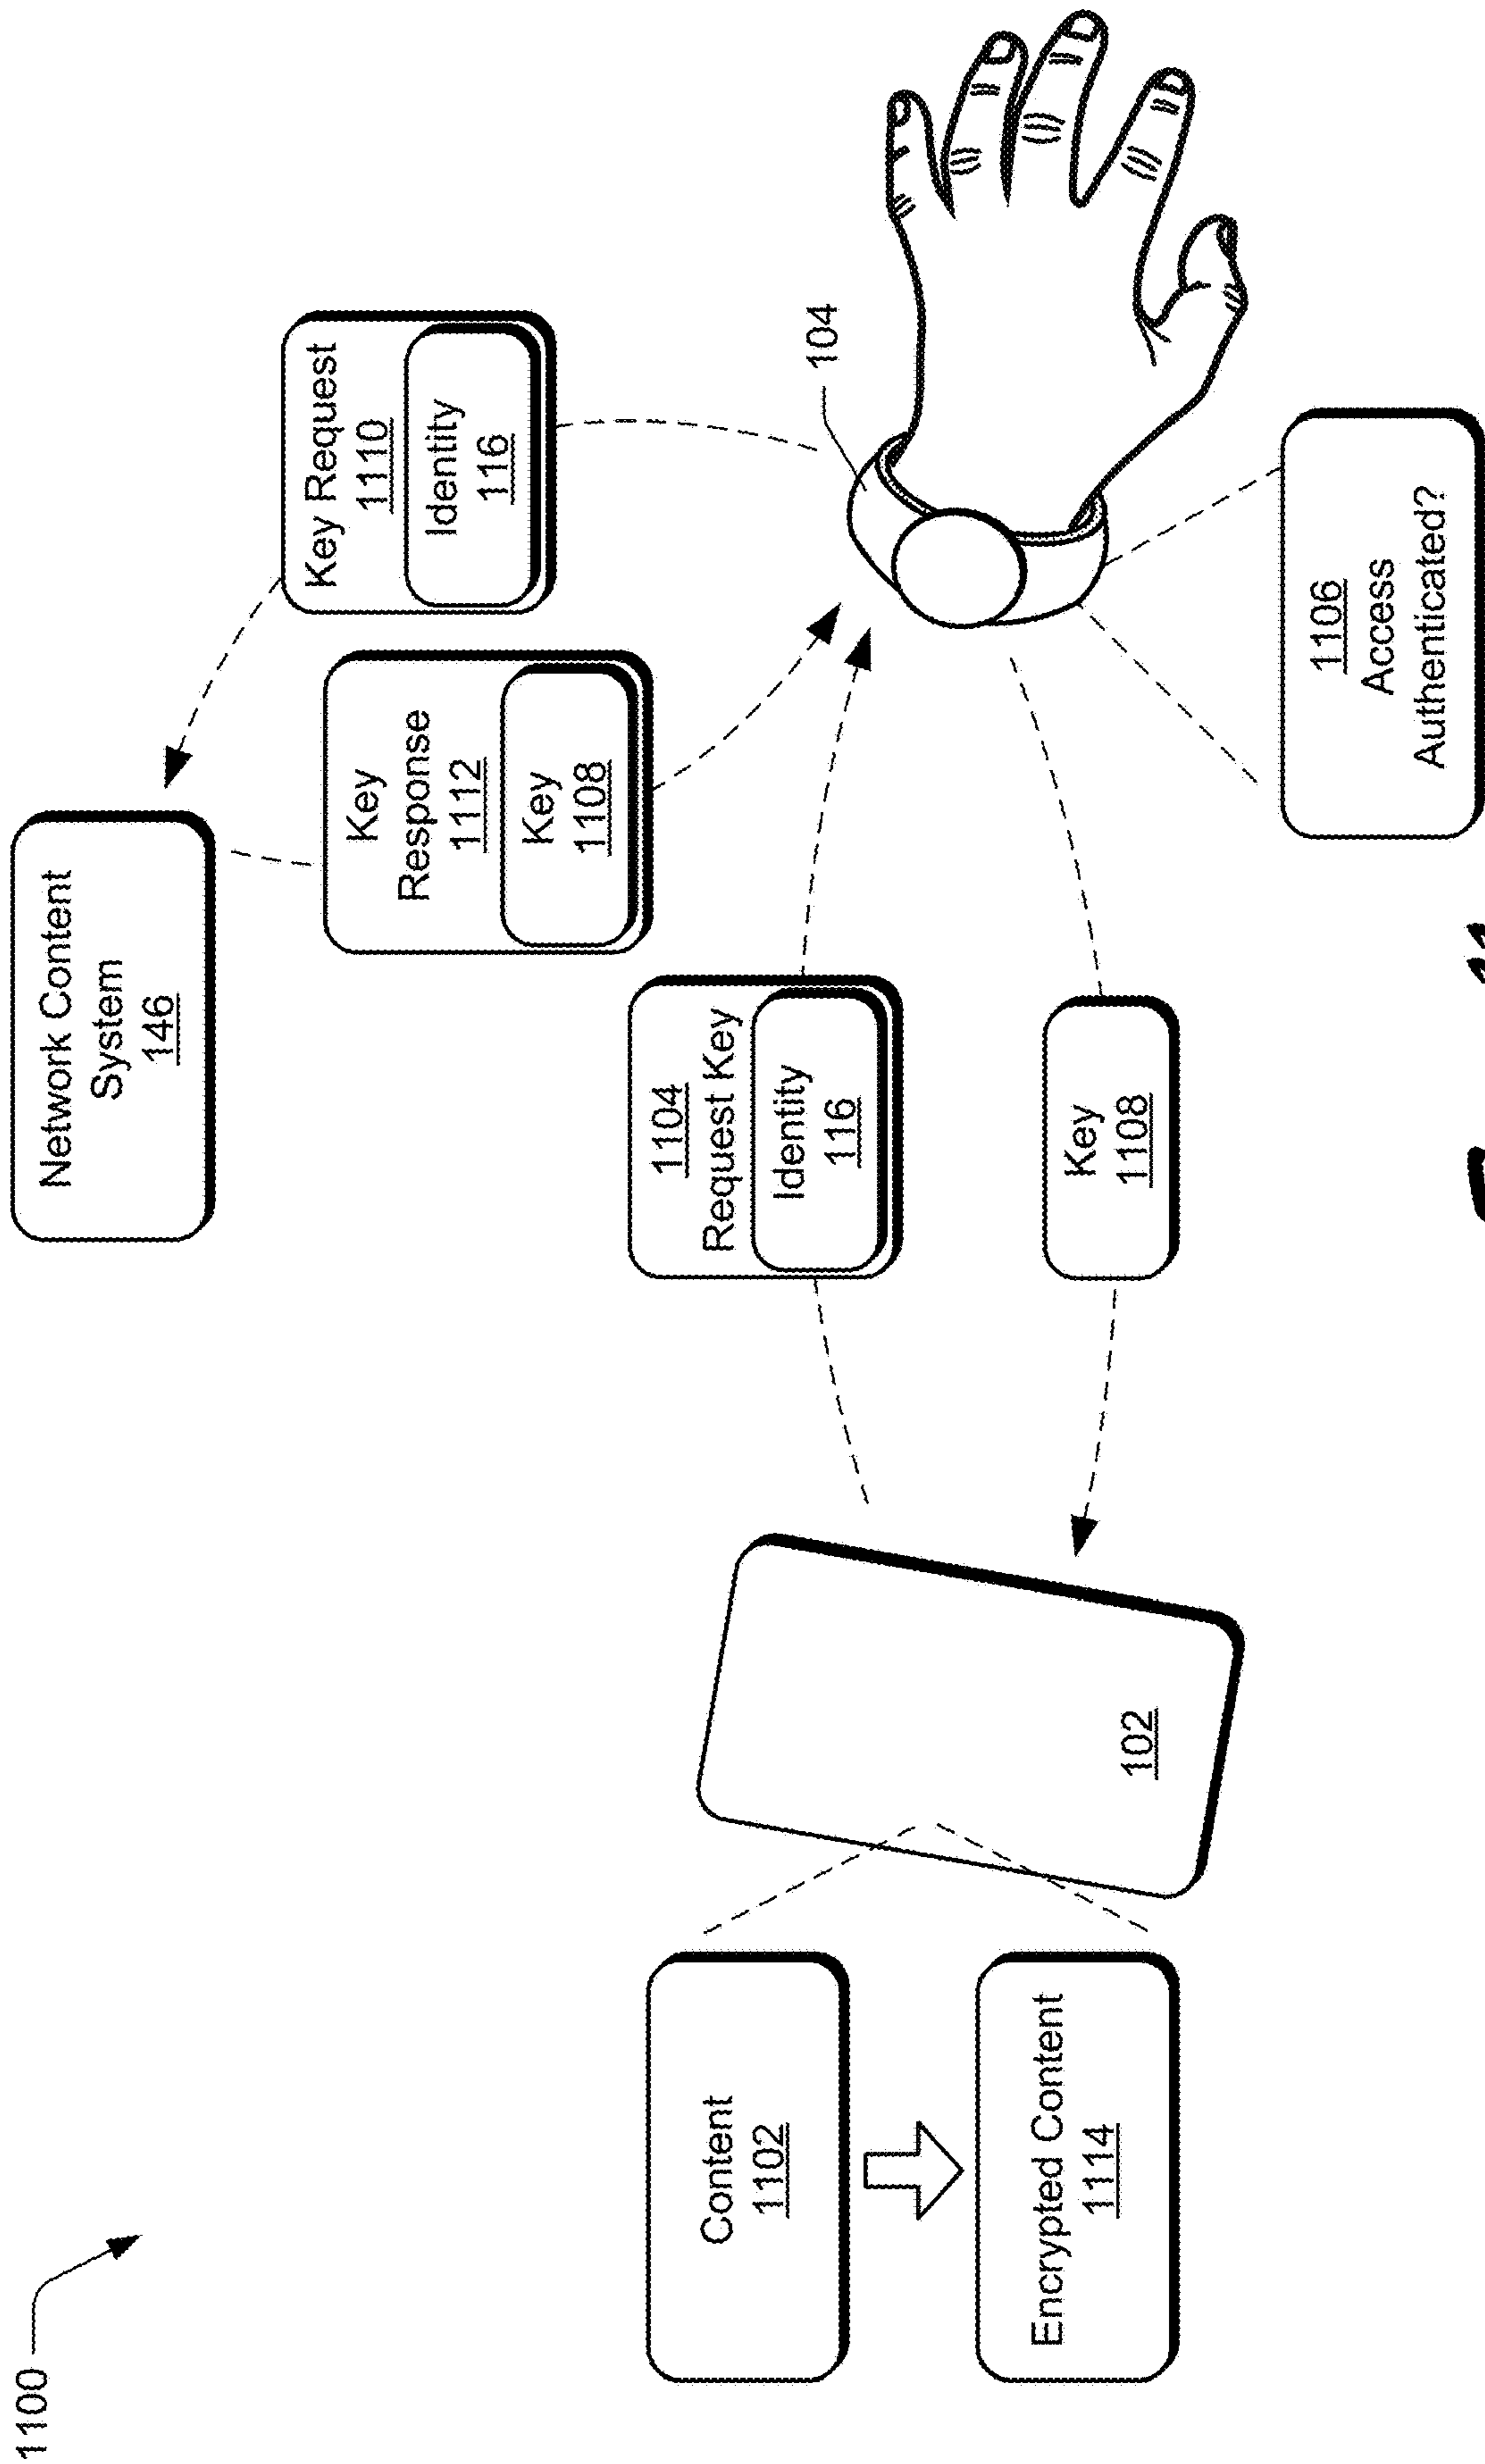 1100
Network Content
System
146
Key Request
1110
Identity
116
Key
Response
1112
Key
1108
104
1104
Request Key
Identity
116
Key
1108
1106
Access
Authenticated?
102
Content
1102
Encrypted Content
1114